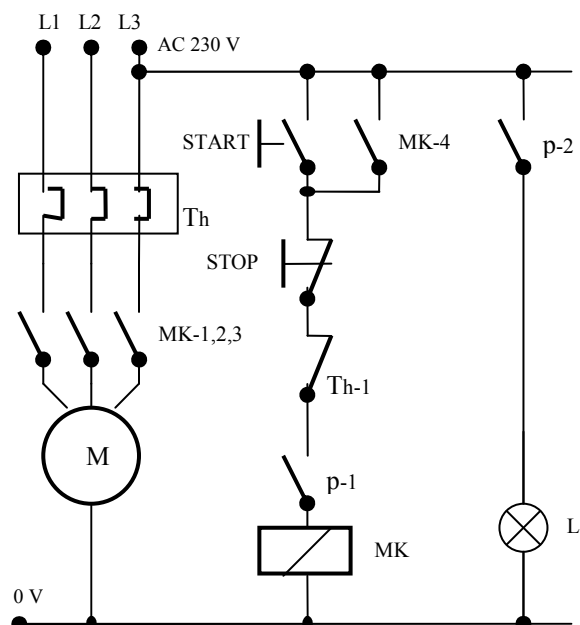 L1 L2 L3
AC 230 V
START
MK-4
p-2
Th
STOP
MK-1,2,3
Th-1
M
p-1
L
MK
0 V